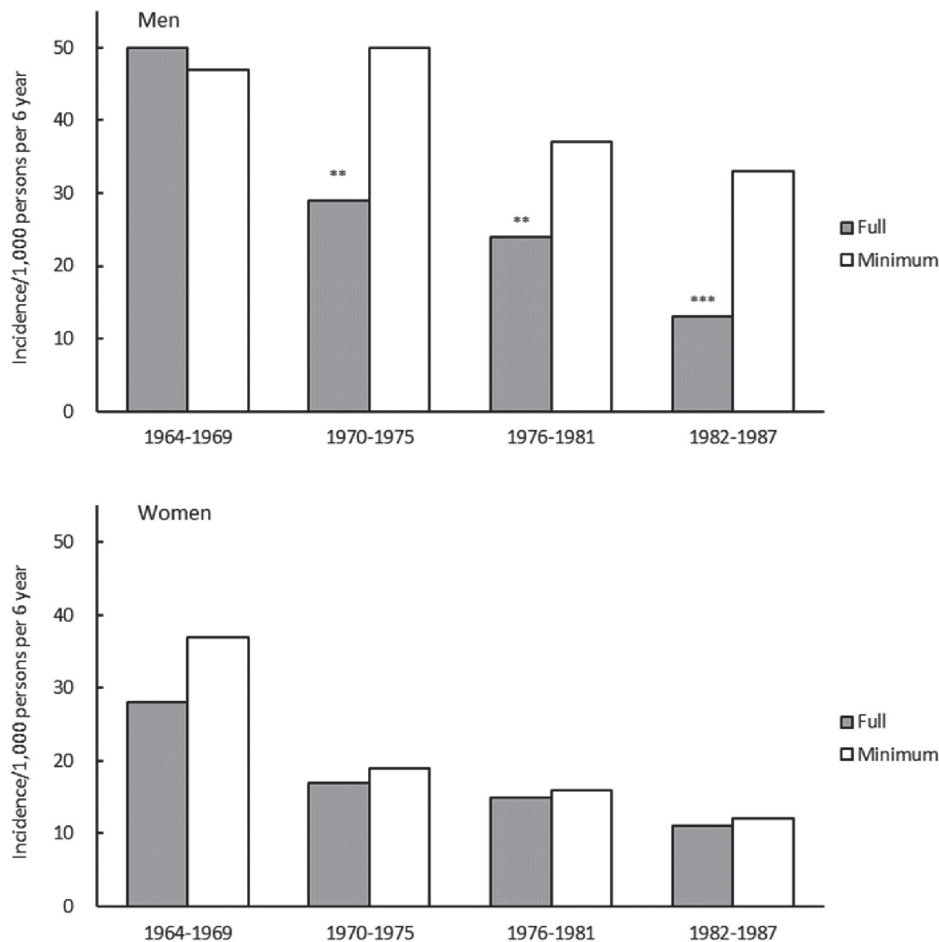 Men
Incidence/1,000 persons per 6 year
50
40
30
20
10
0
**
**
***
1964-1969
1970-1975
1976-1981
1982-1987
Full
Minimum
Women
Incidence/1,000 persons per 6 year
50
40
30
20
10
0
1964-1969
1970-1975
1976-1981
1982-1987
Full
Minimum